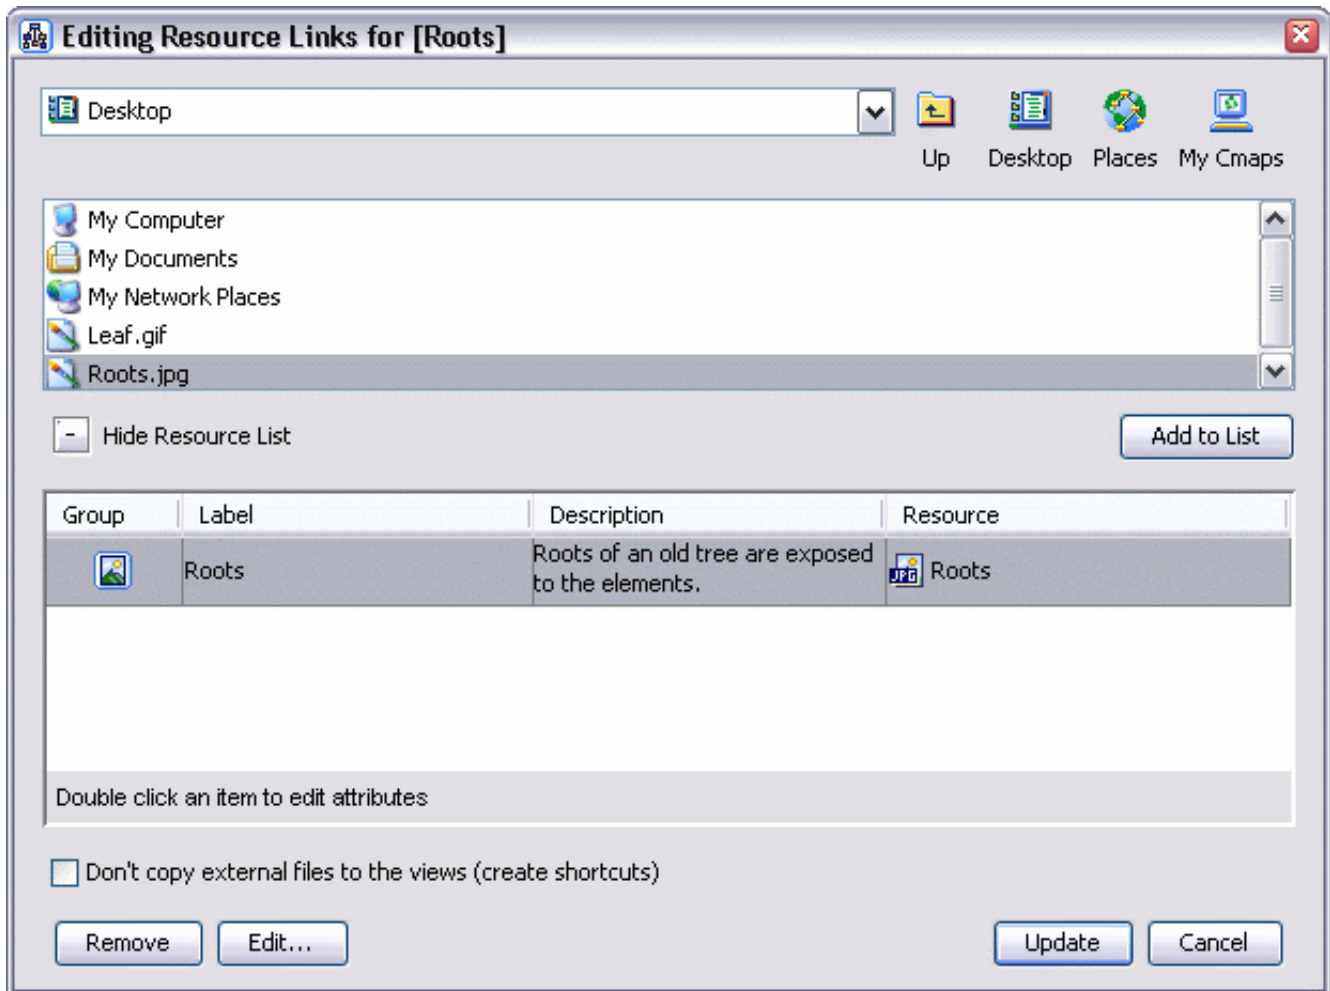 Editing Resource Links for [Roots]
Desktop
Up Desktop Places My Cmaps
My Computer
My Documents
My Network Places
Leaf.gif
Roots.jpg
- Hide Resource List Add to List
Group Label Description Resource
Roots Roots of an old tree are exposed to the elements. JPG Roots
Double click an item to edit attributes
Don't copy external files to the views (create shortcuts)
Remove Edit... Update Cancel